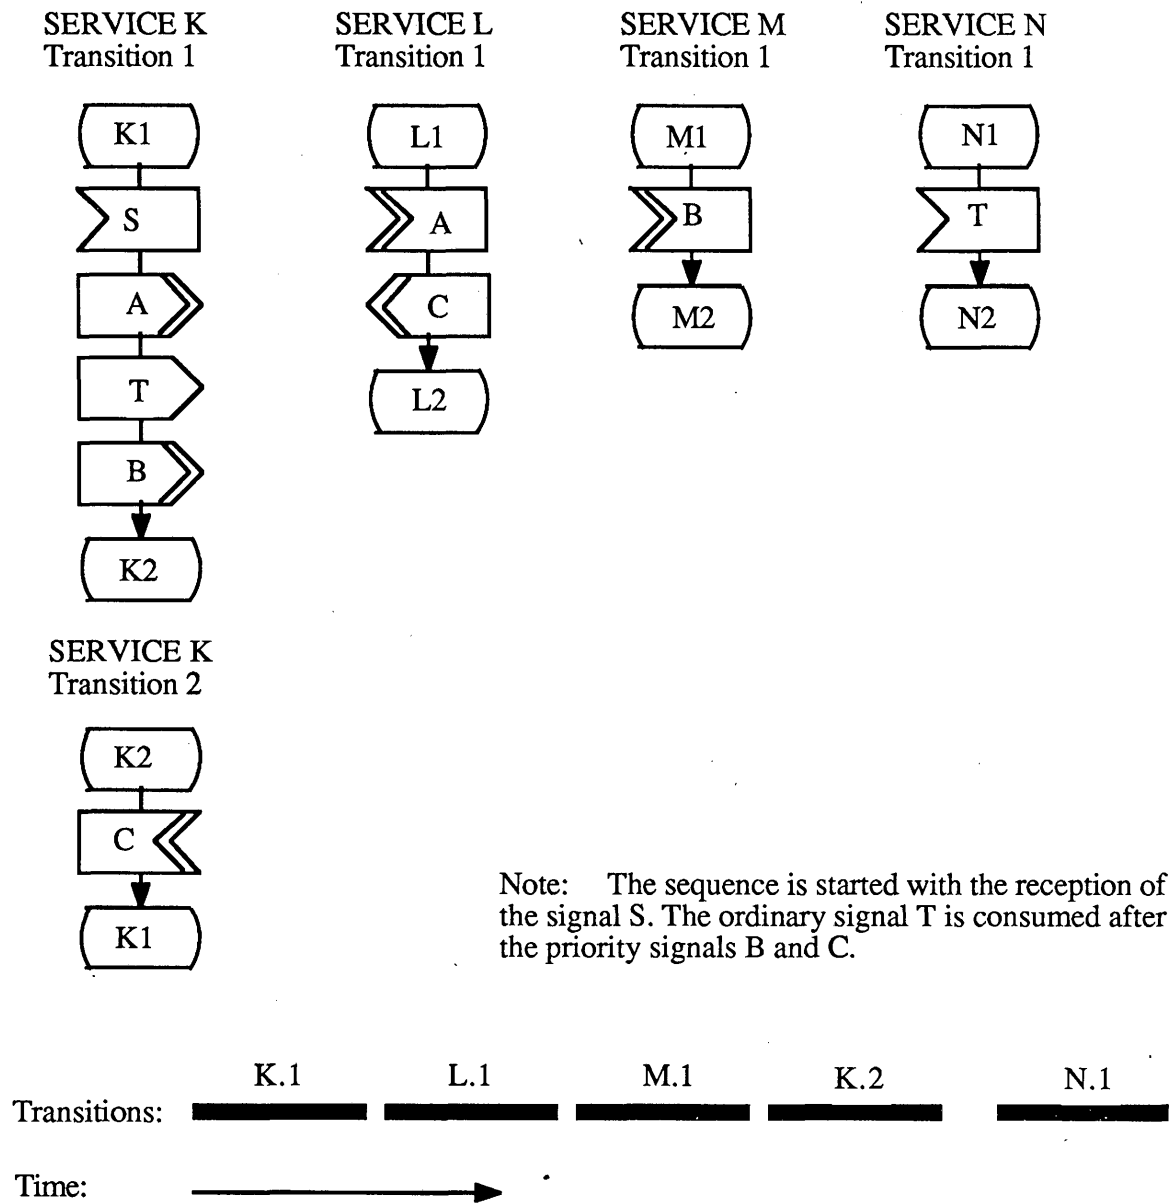 SERVICE K
Transition 1
SERVICE L
Transition 1
SERVICE M
Transition 1
SERVICE N
Transition 1
K1
S
A
T
B
K2
L1
A
C
L2
M1
B
M2
N1
T
N2
SERVICE K
Transition 2
K2
C
K1
Note: The sequence is started with the reception of
the signal S. The ordinary signal T is consumed after
the priority signals B and C.
K.1 L.1 M.1 K.2 N.1
Transitions:
Time: